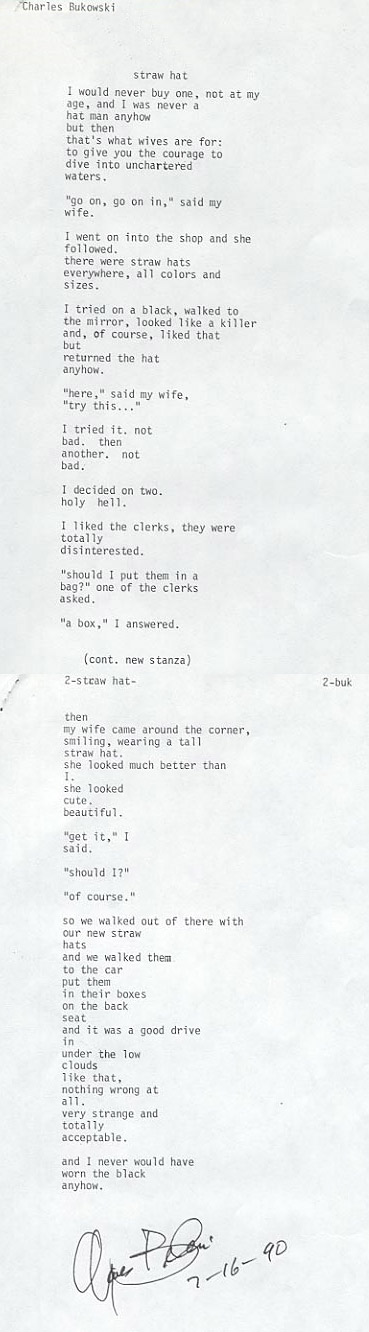 Charles Bukowski
straw hat
I would never buy one, not at my
age, and I was never a
hat man anyhow
but then
that's what wives are for:
to give you the courage to
dive into unchartered
waters.
"go on, go on in," said my
wife.
I went on into the shop and she
followed.
there were straw hats
everywhere, all colors and
sizes.
I tried on a black, walked to
the mirror, looked like a killer
and, of course, liked that
but
returned the hat
anyhow.
"here," said my wife,
"try this..."
I tried it. not
bad. then
another. not
bad.
I decided on two.
holy hell.
I liked the clerks, they were
totally
disinterested.
"should I put them in a
bag?" one of the clerks
asked.
"a box," I answered.
(cont. new stanza)
2-straw hat-
2-buk
then
my wife came around the corner,
smiling, wearing a tall
straw hat.
she looked much better than
I.
she looked
cute.
beautiful.
"get it," I
said.
"should I?"
"of course."
so we walked out of there with
our new straw
hats
and we walked them
to the car
put them
in their boxes
on the back
seat
and it was a good drive
in
under the low
clouds
like that,
nothing wrong at
all.
very strange and
totally
acceptable.
and I never would have
worn the black
anyhow.
-16-90